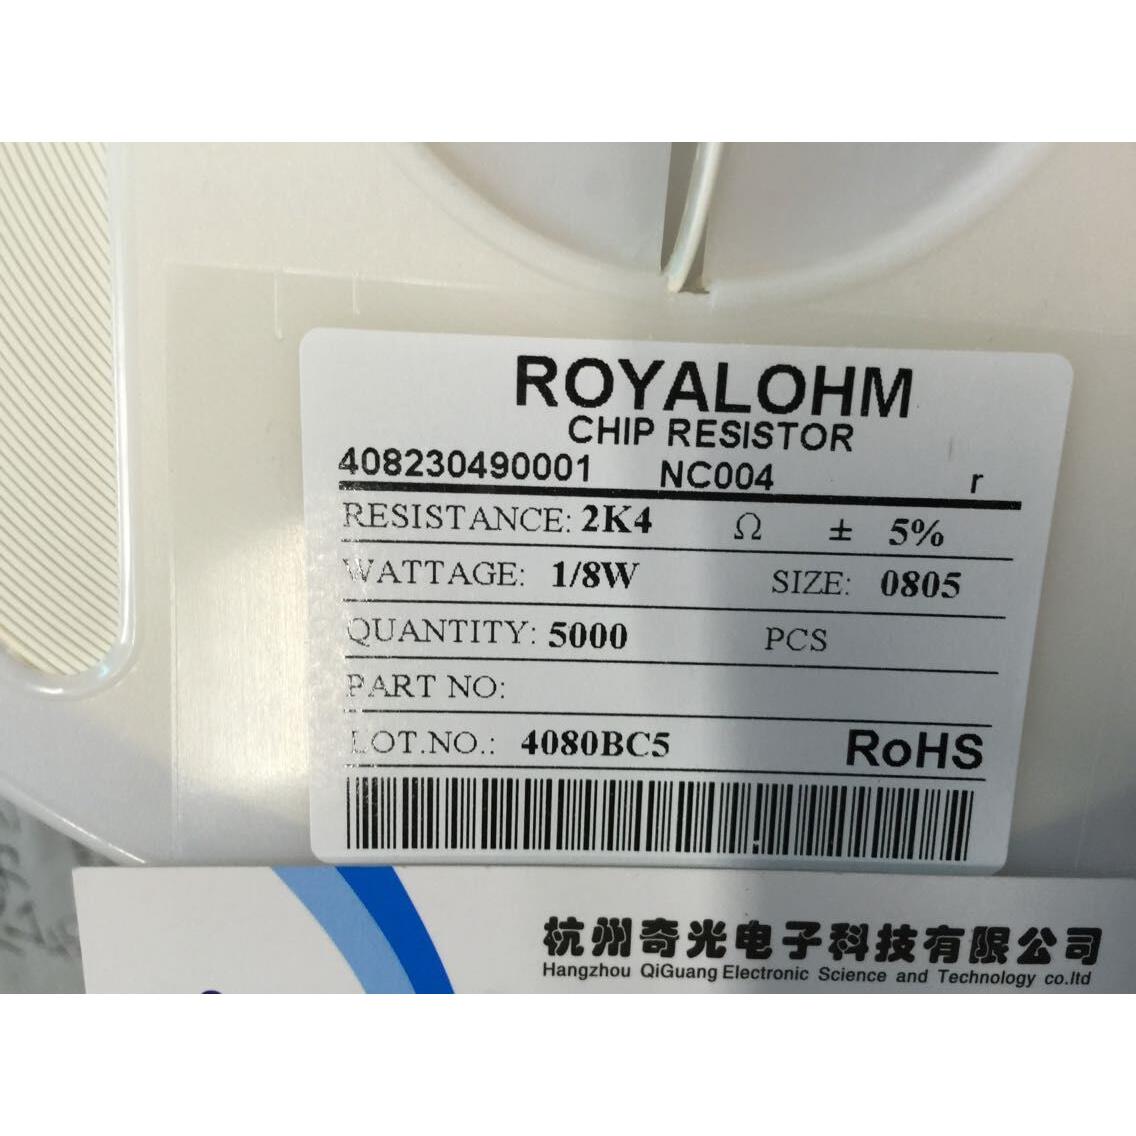 ROYALOHM
CHIP RESISTOR
408230490001 NC004 r
RESISTANCE: 2K4 Ω ± 5%
WATTAGE: 1/8W SIZE: 0805
QUANTITY: 5000 PCS
PART NO:
LOT.NO.: 4080BC5 RoHS
杭州奇光电子科技有限公司
Hangzhou QiGuang Electronic Science and Technology co.ltd